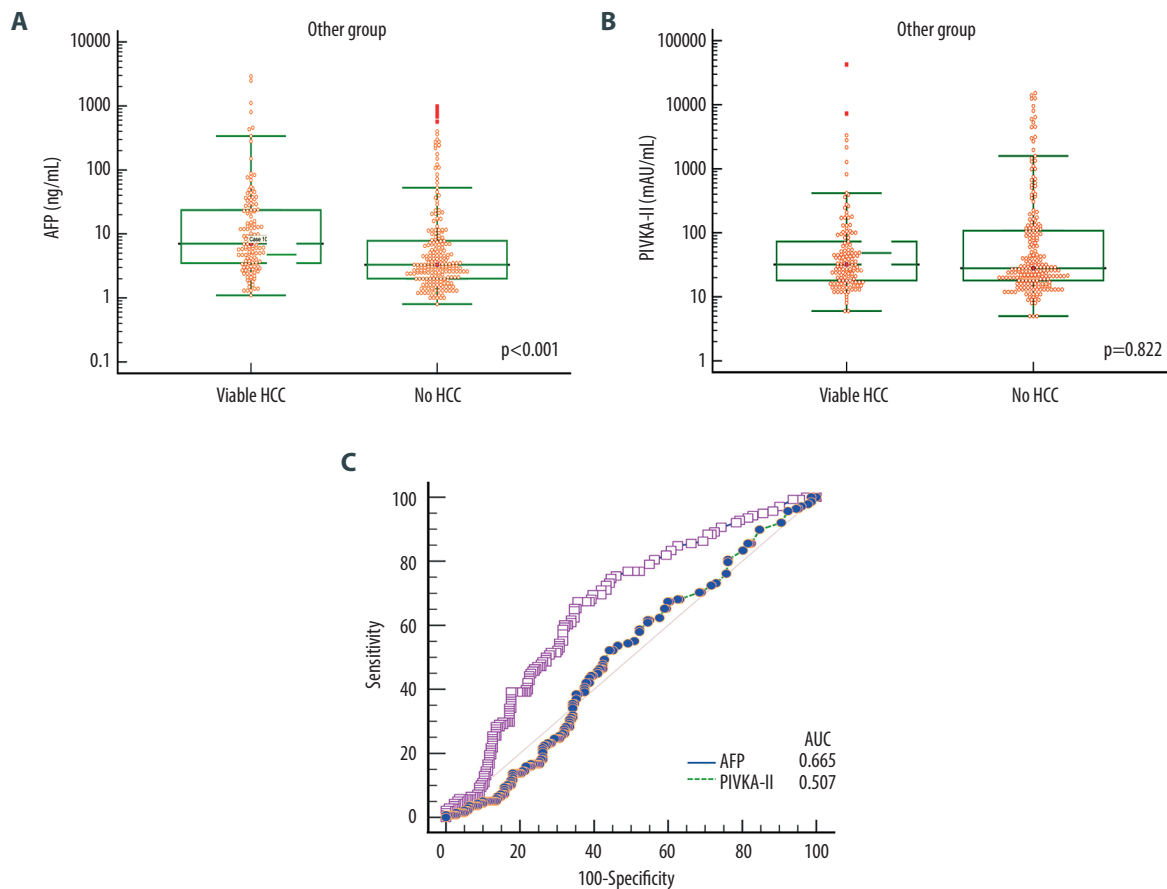 A
Other group
AFP (ng/mL)
10000
1000
100
10
1
0.1
Case 10
p<0.001
Viable HCC
No HCC
B
Other group
PIVKA-II (mAU/mL)
100000
10000
1000
100
10
1
p=0.822
Viable HCC
No HCC
C
Sensitivity
100
80
60
40
20
0
AUC
AFP 0.665
PIVKA-II 0.507
0 20 40 60 80 100
100-Specificity